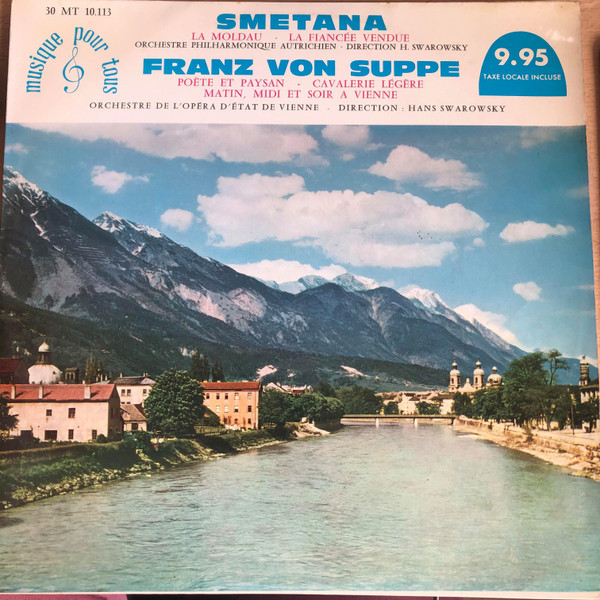 30 MT 10.113
musique pour tous
SMETANA
LA MOLDAU · LA FIANCÉE VENDUE
ORCHESTRE PHILHARMONIQUE AUTRICHIEN · DIRECTION H. SWAROWSKY
FRANZ VON SUPPE
POÈTE ET PAYSAN - CAVALERIE LÉGÈRE
MATIN, MIDI ET SOIR A VIENNE
ORCHESTRE DE L'OPÉRA D'ÉTAT DE VIENNE · DIRECTION : HANS SWAROWSKY
9.95
TAXE LOCALE INCLUSE